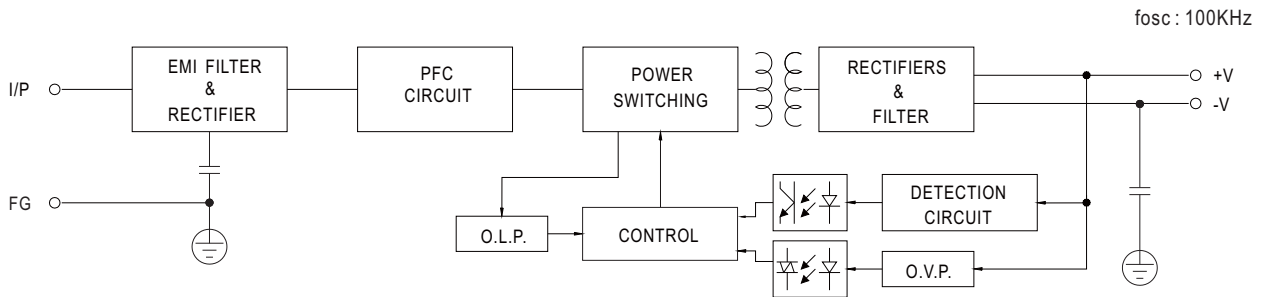 fosc : 100KHz
I/P
EMI FILTER
&
RECTIFIER
PFC
CIRCUIT
POWER
SWITCHING
RECTIFIERS
&
FILTER
+V
-V
FG
O.L.P.
CONTROL
DETECTION
CIRCUIT
O.V.P.